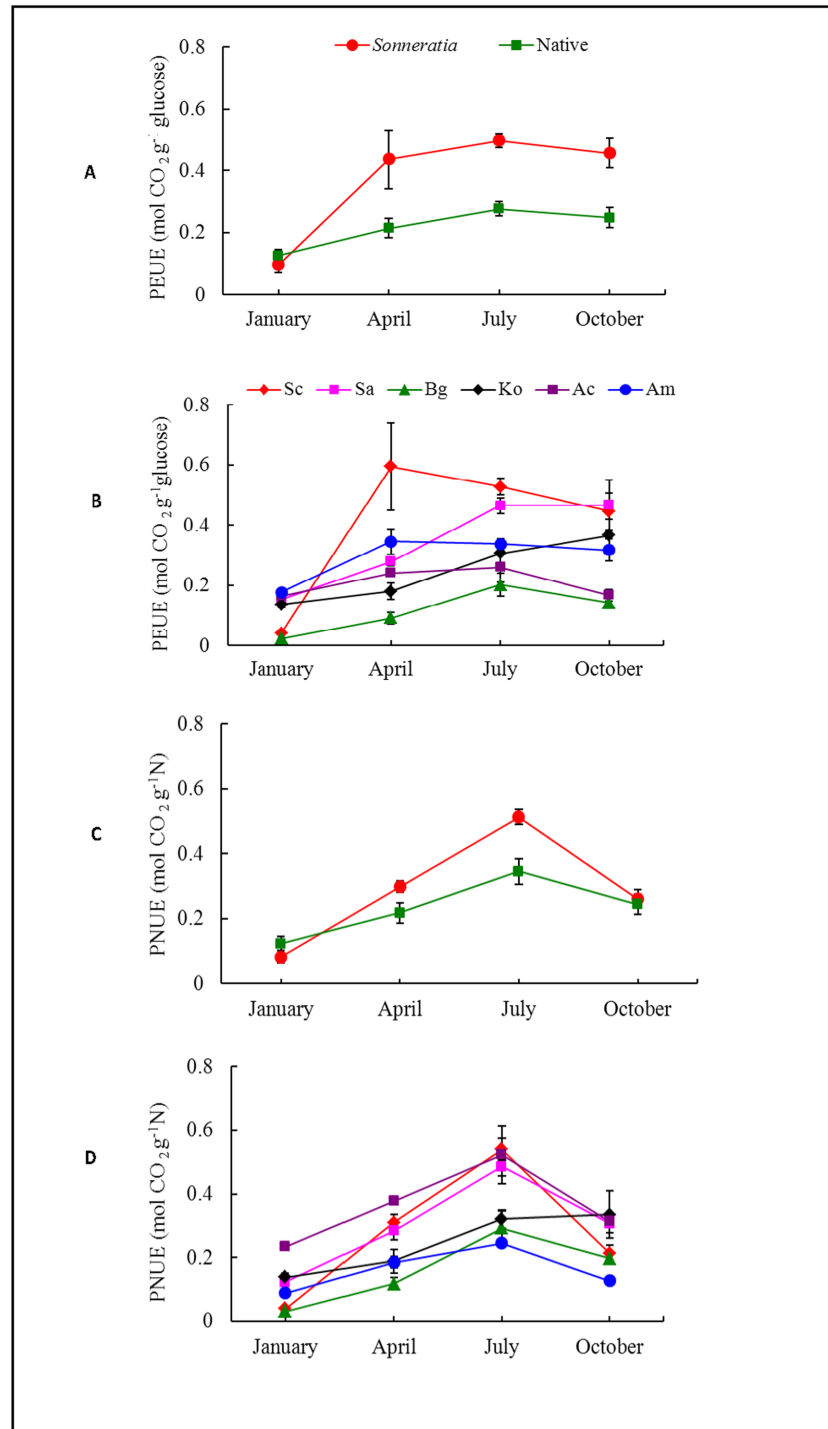 Sonneratia Native
A
PEUE (mol CO2 g-1 glucose)
0.8
0.6
0.4
0.2
0
January April July October
Sc Sa Bg Ko Ac Am
B
PEUE (mol CO2 g-1glucose)
0.8
0.6
0.4
0.2
0
January April July October
C
PNUE (mol CO2 g-1N)
0.8
0.6
0.4
0.2
0
January April July October
D
PNUE (mol CO2 g-1N)
0.8
0.6
0.4
0.2
0
January April July October